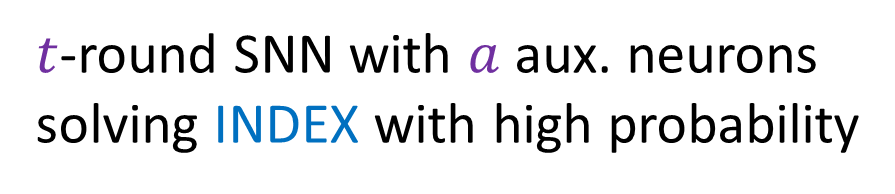 t-round SNN with a aux. neurons
solving INDEX with high probability